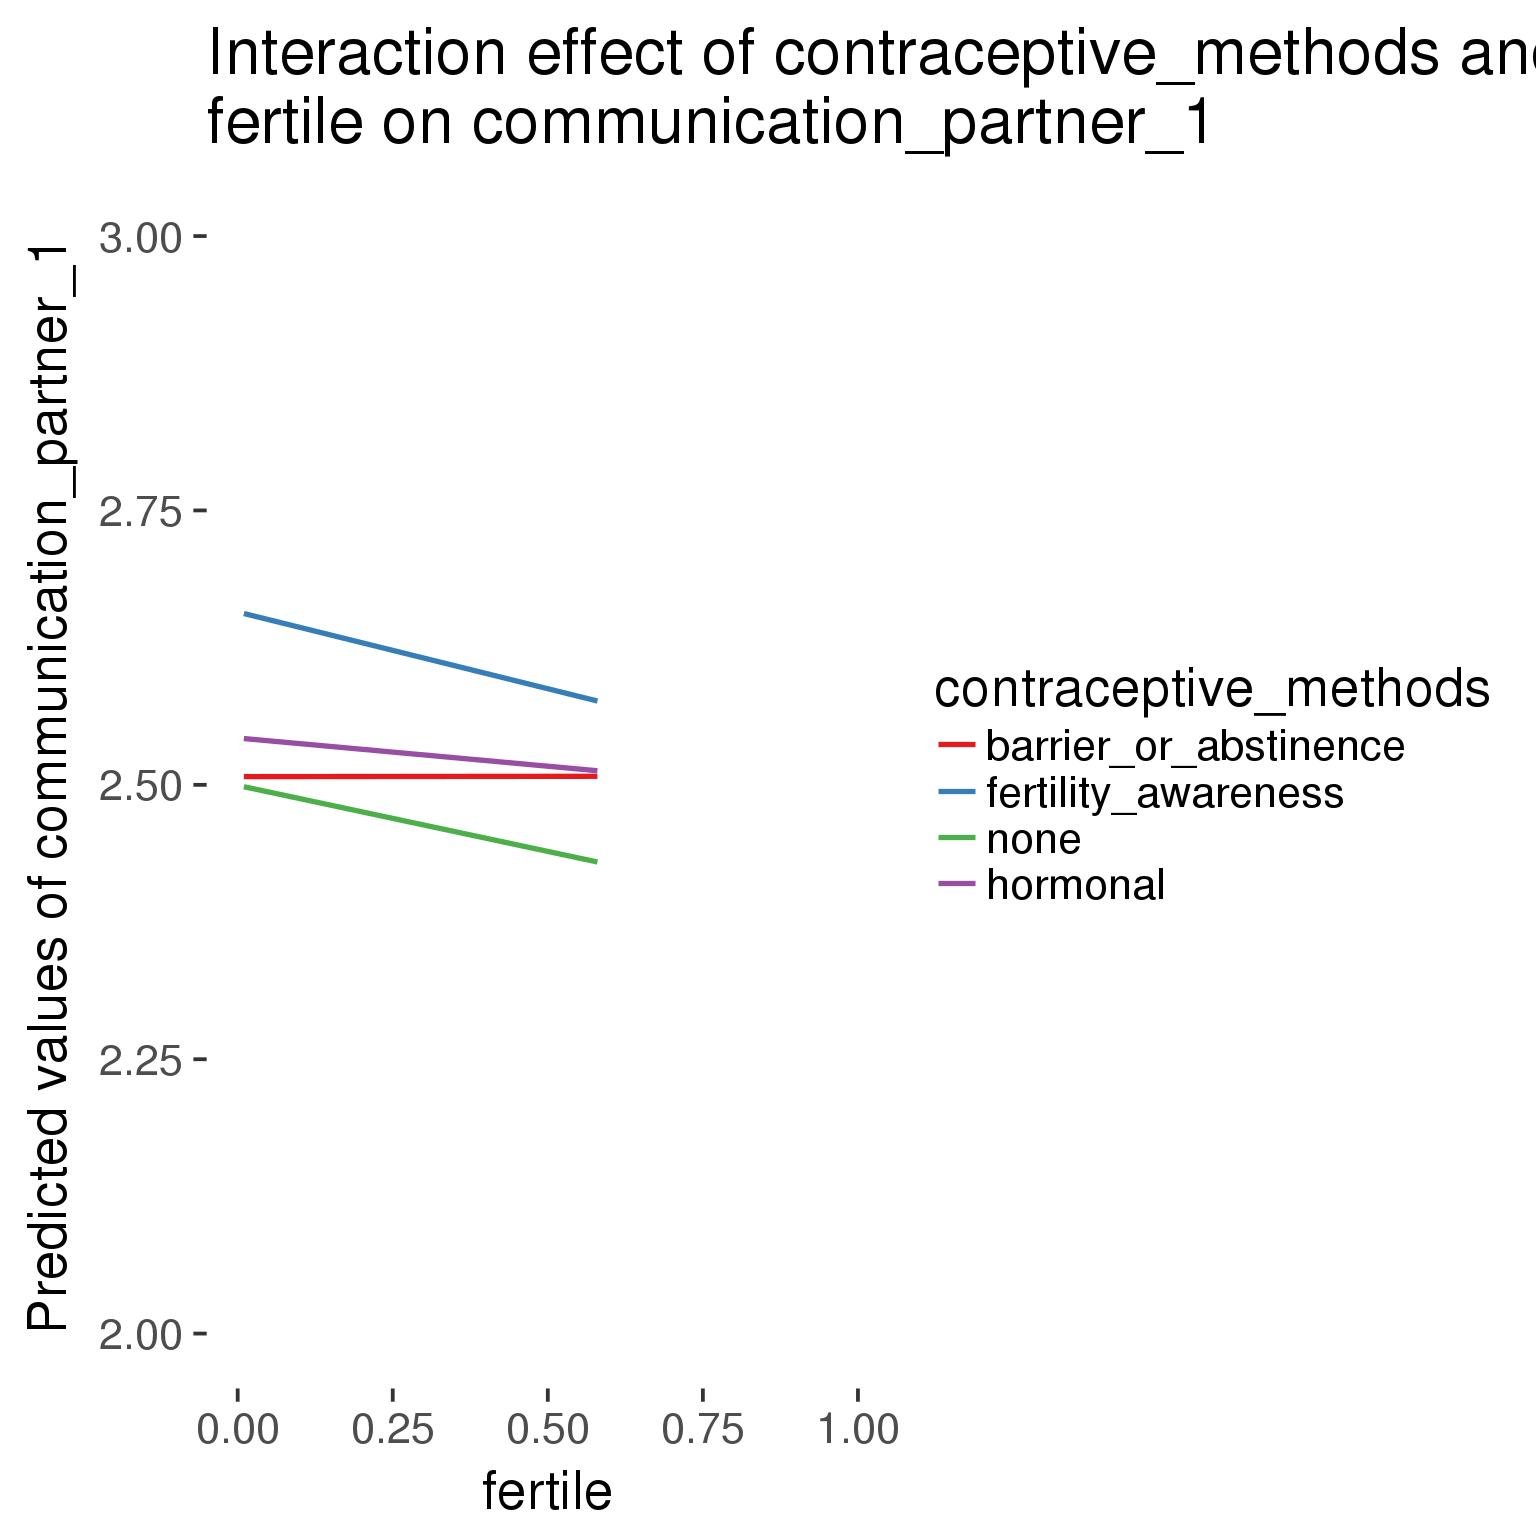 Interaction effect of contraceptive_methods and
fertile on communication_partner_1
Predicted values of communication_partner_1
3.00
2.75
2.50
2.25
2.00
0.00 0.25 0.50 0.75 1.00
fertile
contraceptive_methods
barrier_or_abstinence
fertility_awareness
none
hormonal